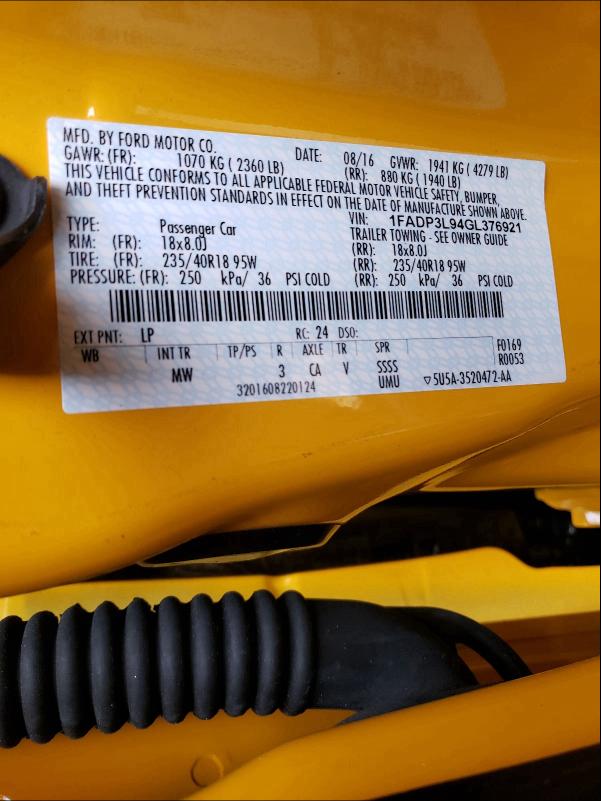 MFD. BY FORD MOTOR CO. DATE: 08/16 GVWR: 1941 KG ( 4279 LB)
GAWR: (FR): 1070 KG ( 2360 LB) (RR): 880 KG ( 1940 LB)
THIS VEHICLE CONFORMS TO ALL APPLICABLE FEDERAL MOTOR VEHICLE SAFETY, BUMPER,
AND THEFT PREVENTION STANDARDS IN EFFECT ON THE DATE OF MANUFACTURE SHOWN ABOVE.
VIN: 1FADP3L94GL376921
TYPE: Passenger Car TRAILER TOWING - SEE OWNER GUIDE
RIM: (FR): 18x8.0J (RR): 18x8.0J
TIRE: (FR): 235/40R18 95W (RR): 235/40R18 95W
PRESSURE: (FR): 250 kPa/ 36 PSI COLD (RR): 250 kPa/ 36 PSI COLD
EXT PNT: LP RC: 24 DSO: F0169
WB INT TR TP/PS R AXLE TR SPR R0053
MW 3 CA V SSSS
3201608220124 UMU ▽5U5A-3520472-AA